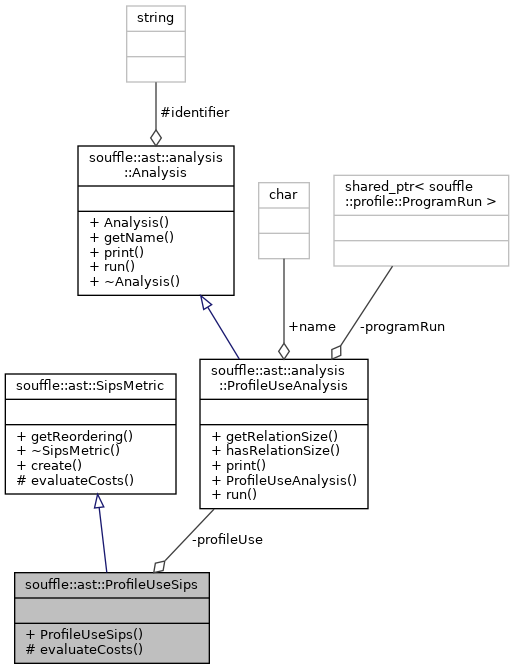 string
#identifier
souffle::ast::analysis
::Analysis
+ Analysis()
+ getName()
+ print()
+ run()
+ ~Analysis()
char
shared_ptr< souffle
::profile::ProgramRun >
+name
-programRun
souffle::ast::SipsMetric
+ getReordering()
+ ~SipsMetric()
+ create()
# evaluateCosts()
souffle::ast::analysis
::ProfileUseAnalysis
+ getRelationSize()
+ hasRelationSize()
+ print()
+ ProfileUseAnalysis()
+ run()
-profileUse
souffle::ast::ProfileUseSips
+ ProfileUseSips()
# evaluateCosts()